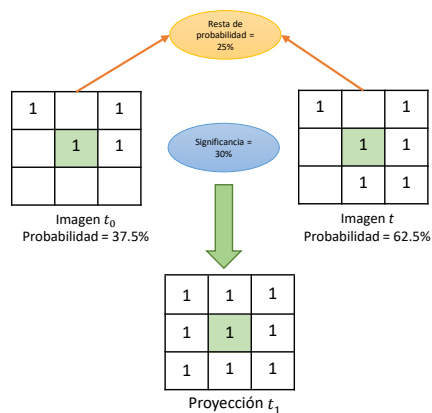 Resta de
probabilidad =
25%
1 1
1 1
Imagen t₀
Probabilidad = 37.5%
Significancia =
30%
1 1
1 1
1 1
Imagen t
Probabilidad = 62.5%
1 1 1
1 1 1
1 1 1
Proyección t₁